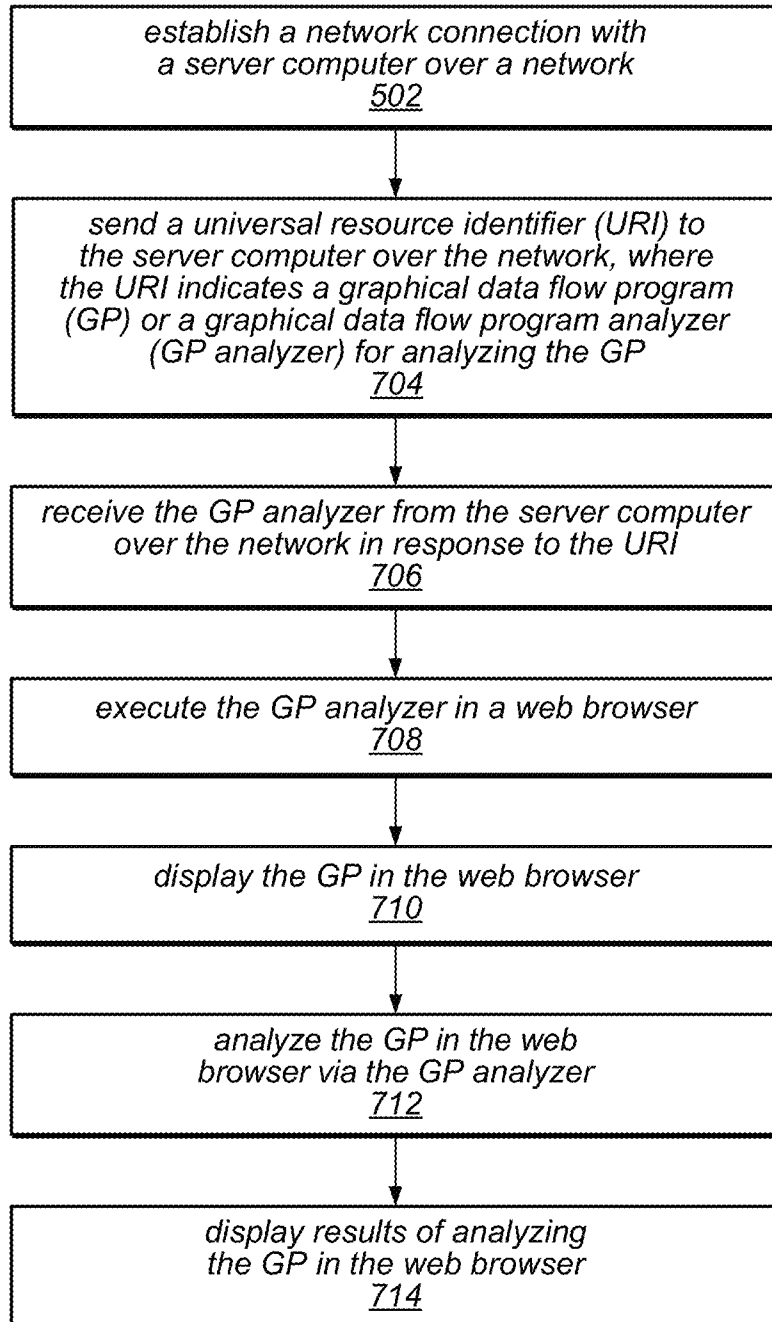 establish a network connection with
a server computer over a network
502
send a universal resource identifier (URI) to
the server computer over the network, where
the URI indicates a graphical data flow program
(GP) or a graphical data flow program analyzer
(GP analyzer) for analyzing the GP
704
receive the GP analyzer from the server computer
over the network in response to the URI
706
execute the GP analyzer in a web browser
708
display the GP in the web browser
710
analyze the GP in the web
browser via the GP analyzer
712
display results of analyzing
the GP in the web browser
714